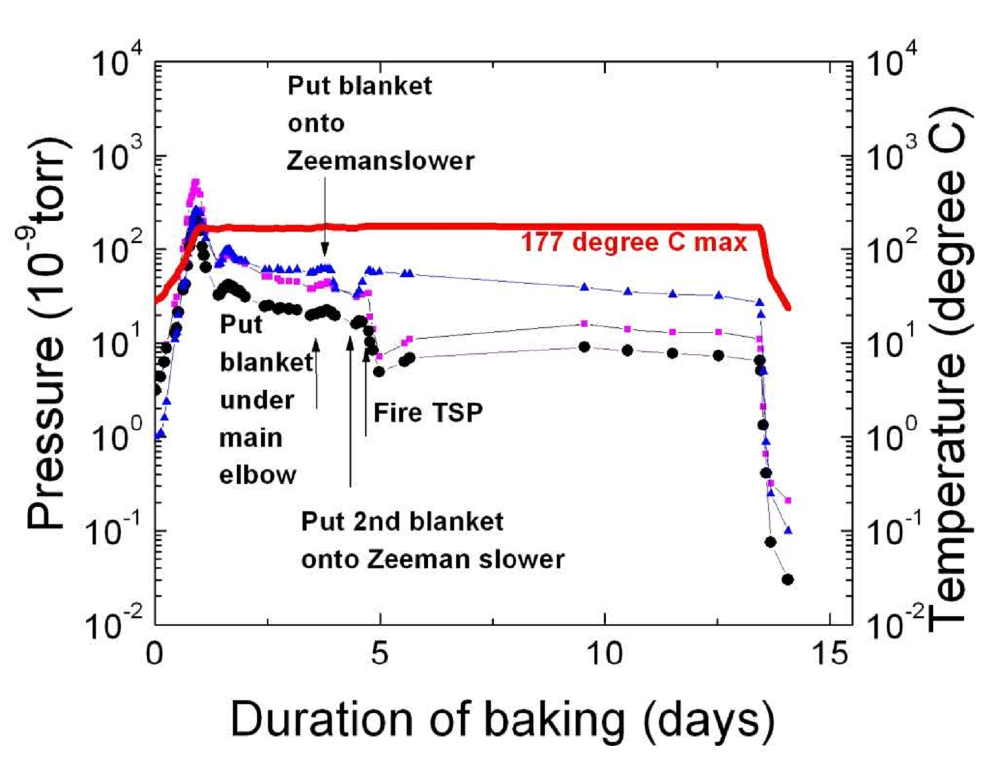 10^4
10^3
10^2
10^1
10^0
10^-1
10^-2
Pressure (10^-9 torr)
Put blanket
onto
Zeemanslower
177 degree C max
Put
blanket
under
main
elbow
Fire TSP
Put 2nd blanket
onto Zeeman slower
10^4
10^3
10^2
10^1
10^0
10^-1
10^-2
Temperature (degree C)
0 5 10 15
Duration of baking (days)